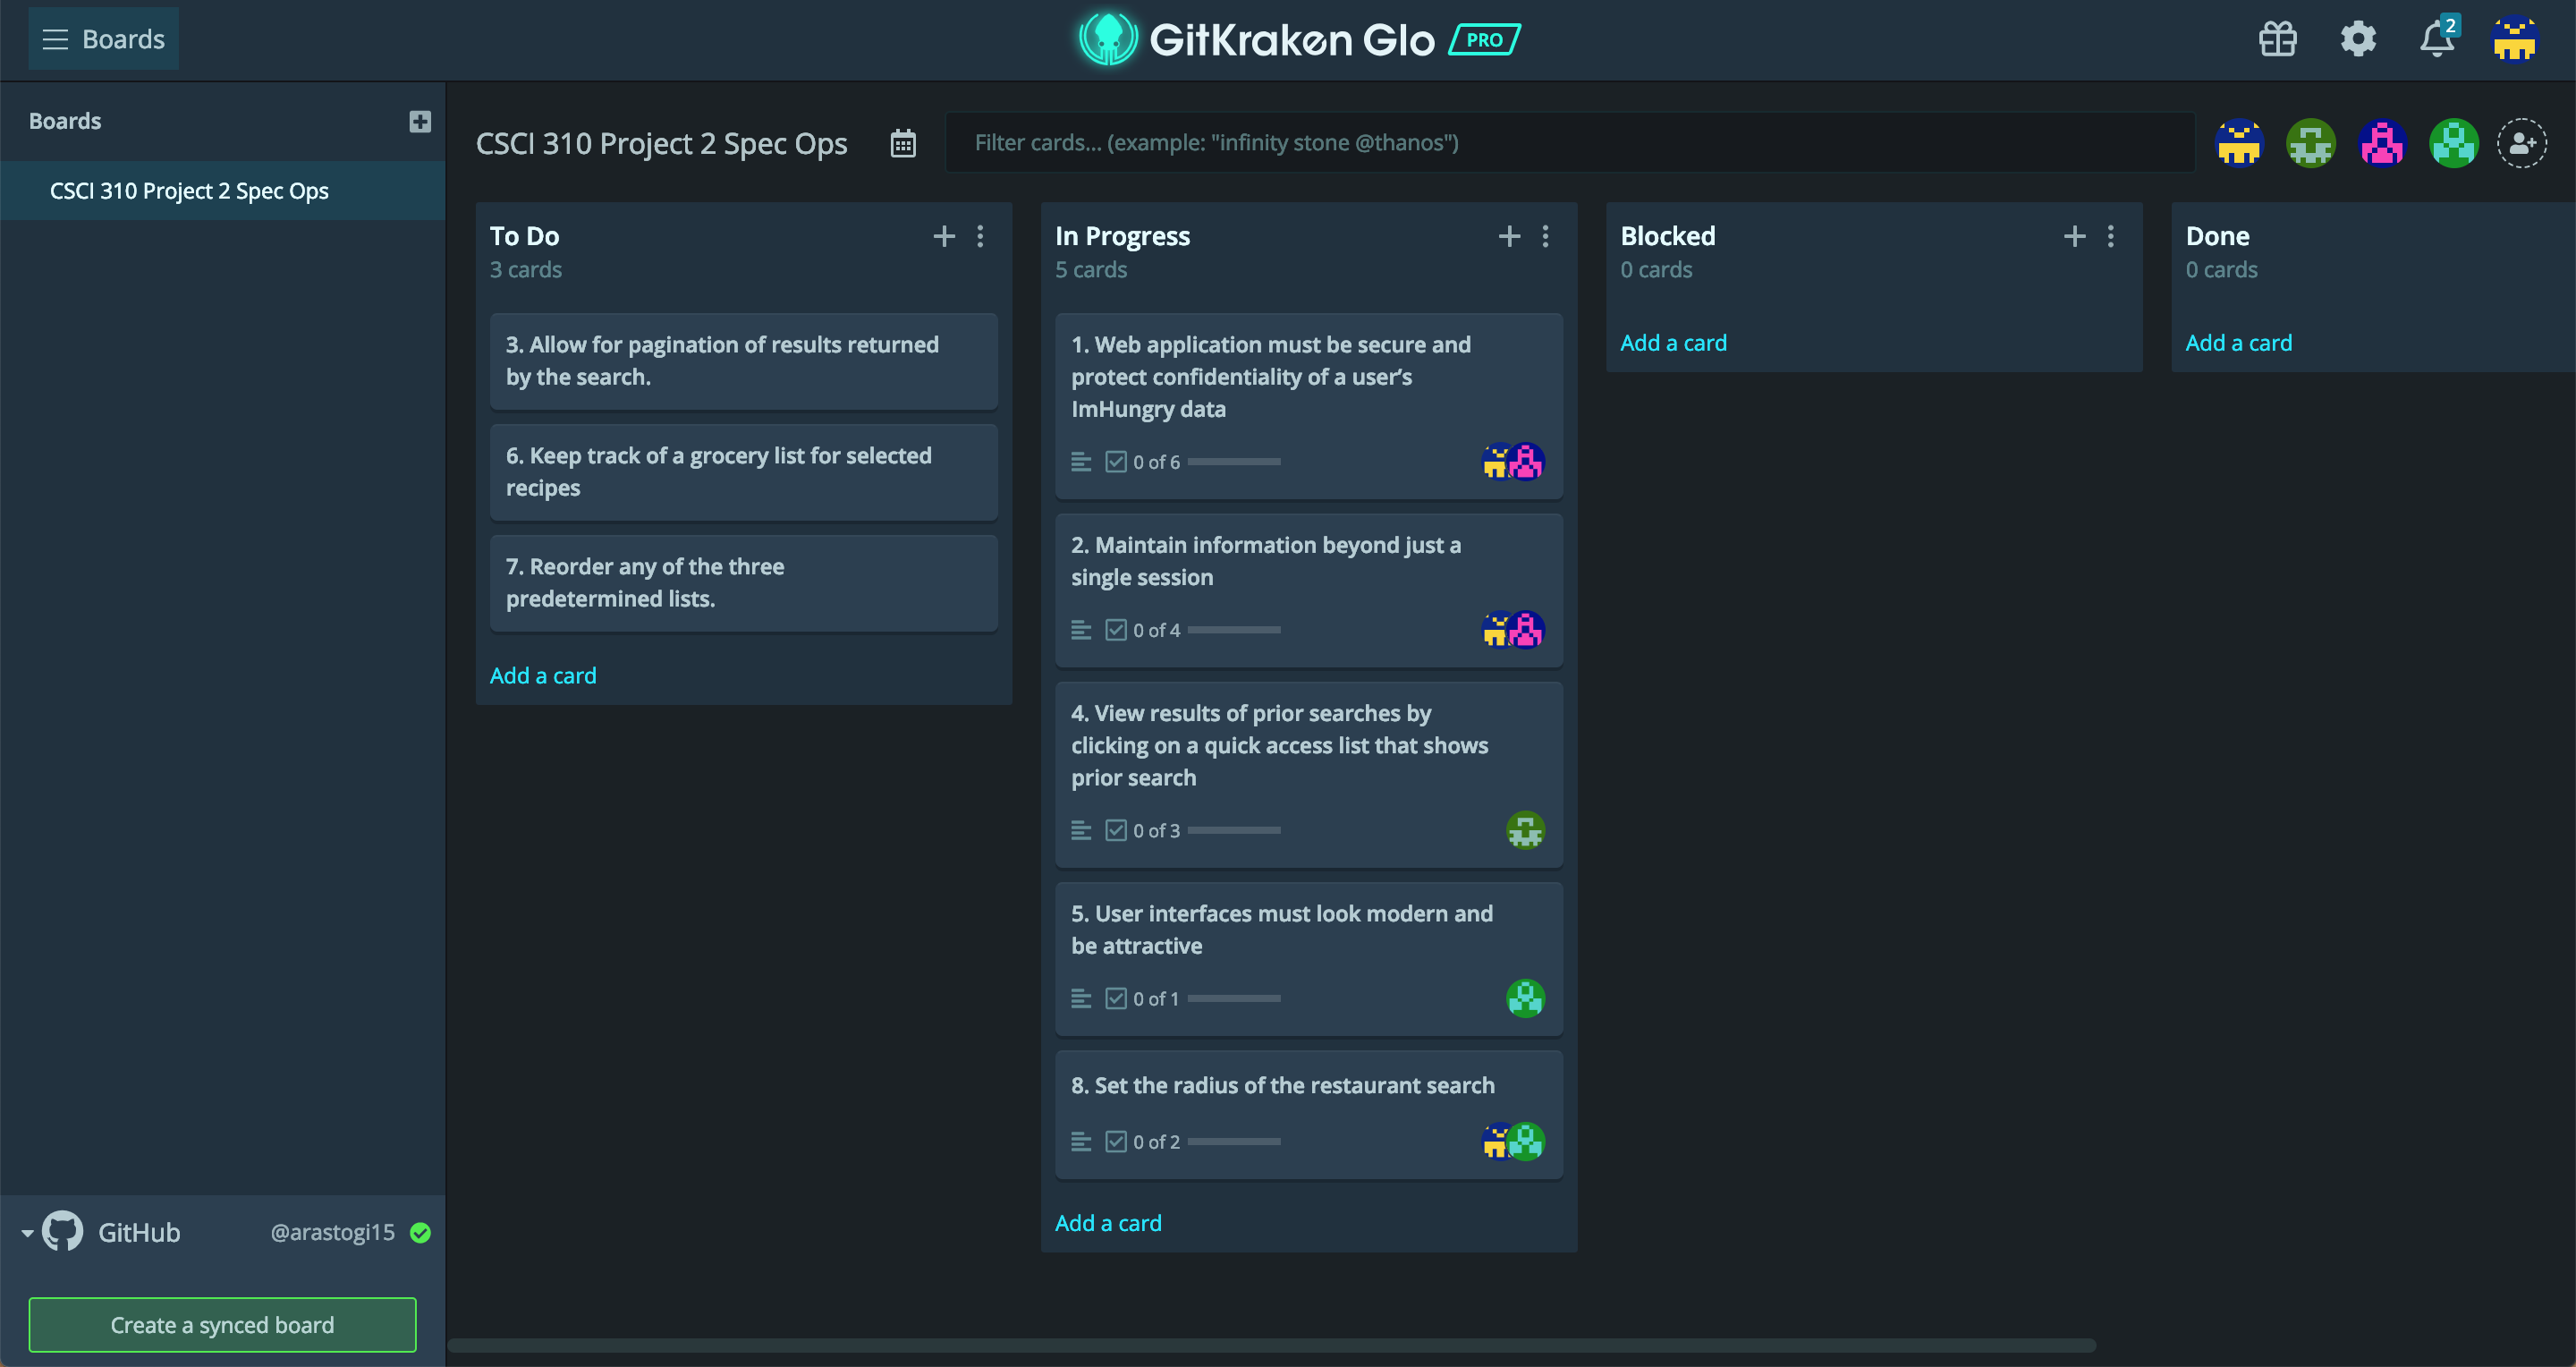 Boards
GitKraken Glo PRO
2
Boards
CSCI 310 Project 2 Spec Ops
CSCI 310 Project 2 Spec Ops
Filter cards... (example: "infinity stone @thanos")
To Do
3 cards
3. Allow for pagination of results returned
by the search.
6. Keep track of a grocery list for selected
recipes
7. Reorder any of the three
predetermined lists.
Add a card
In Progress
5 cards
1. Web application must be secure and
protect confidentiality of a user’s
ImHungry data
0 of 6
2. Maintain information beyond just a
single session
0 of 4
4. View results of prior searches by
clicking on a quick access list that shows
prior search
0 of 3
5. User interfaces must look modern and
be attractive
0 of 1
8. Set the radius of the restaurant search
0 of 2
Add a card
Blocked
0 cards
Add a card
Done
0 cards
Add a card
GitHub @arastogi15
Create a synced board